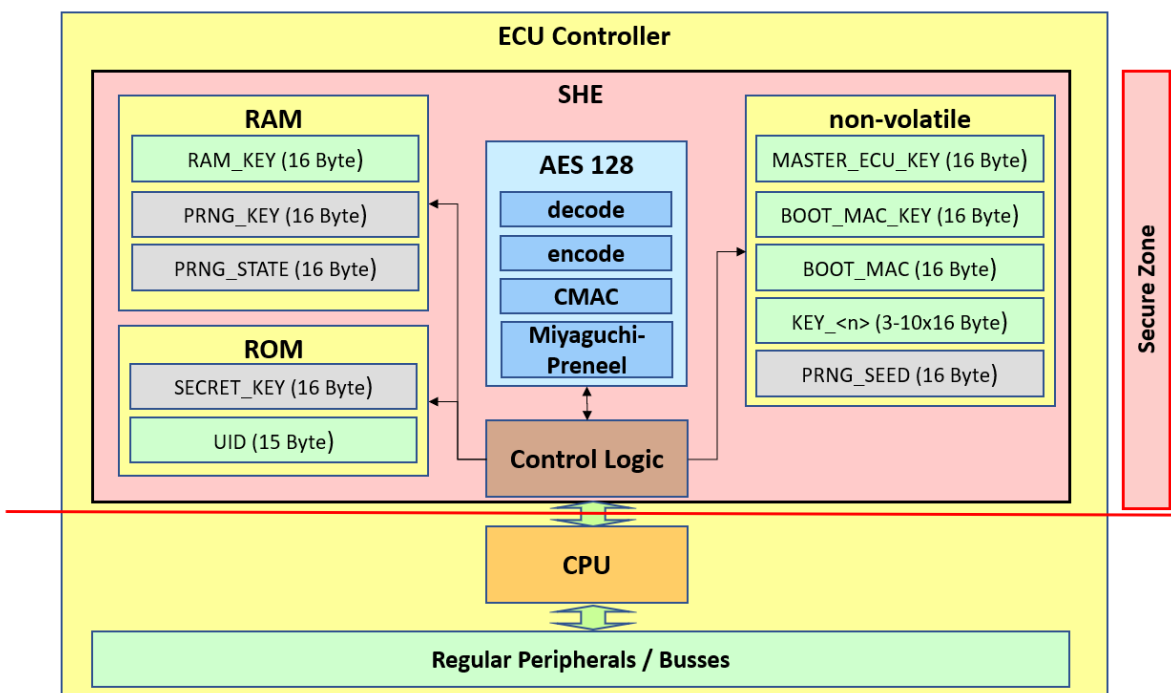 ECU Controller
SHE
RAM
RAM_KEY (16 Byte)
PRNG_KEY (16 Byte)
PRNG_STATE (16 Byte)
ROM
SECRET_KEY (16 Byte)
UID (15 Byte)
AES 128
decode
encode
CMAC
Miyaguchi-
Preneel
Control Logic
non-volatile
MASTER_ECU_KEY (16 Byte)
BOOT_MAC_KEY (16 Byte)
BOOT_MAC (16 Byte)
KEY_<n> (3-10x16 Byte)
PRNG_SEED (16 Byte)
Secure Zone
CPU
Regular Peripherals / Busses